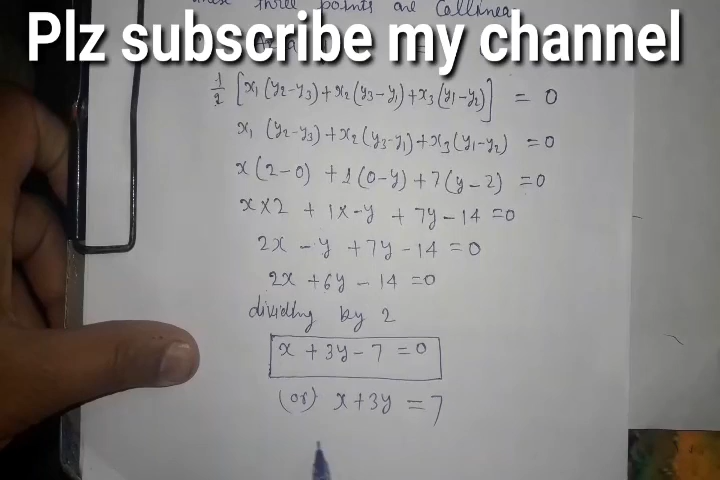 these three points are Collinear
Plz subscribe my channel
1/2 [x₁(y₂-y₃)+x₂(y₃-y₁)+x₃(y₁-y₂)] = 0
x₁(y₂-y₃)+x₂(y₃-y₁)+x₃(y₁-y₂) =0
x(2-0) +1(0-y)+7(y-2) =0
x×2 + 1×-y + 7y-14 =0
2x -y +7y-14 =0
2x +6y -14 =0
dividing by 2
x +3y-7 =0
(or) x+3y =7